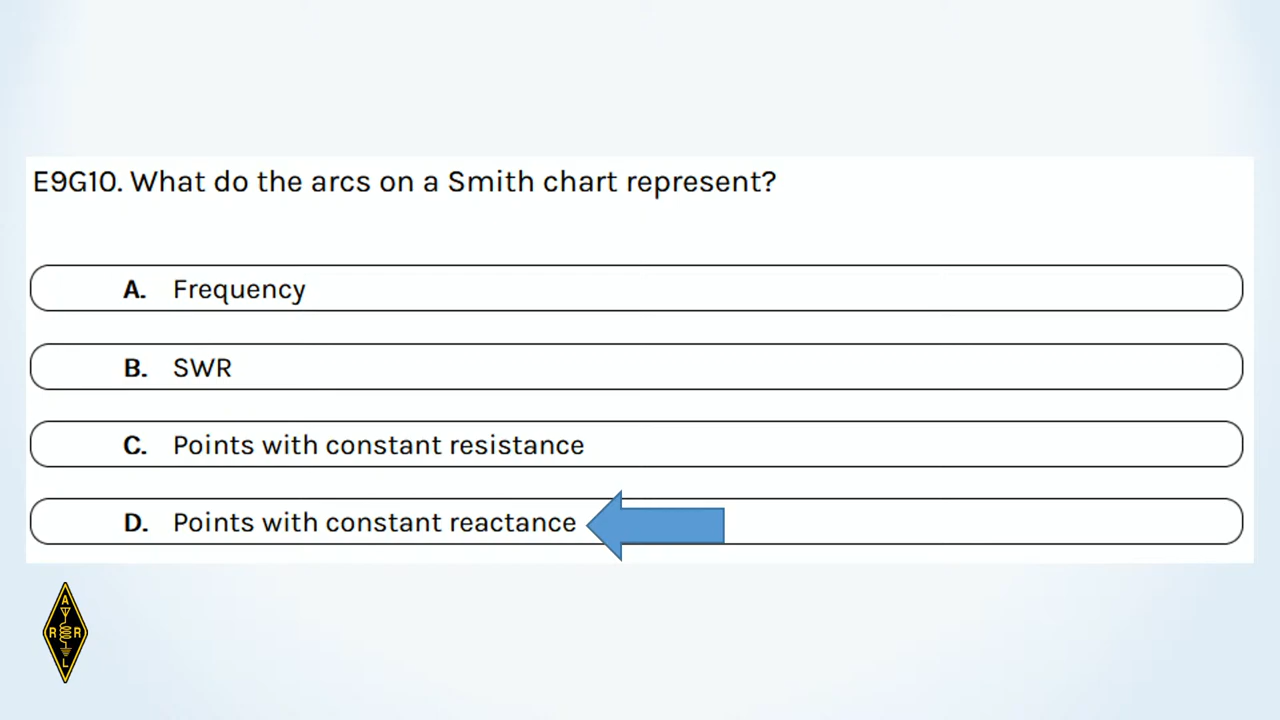 E9G10. What do the arcs on a Smith chart represent?
A. Frequency
B. SWR
C. Points with constant resistance
D. Points with constant reactance
A
R R
L